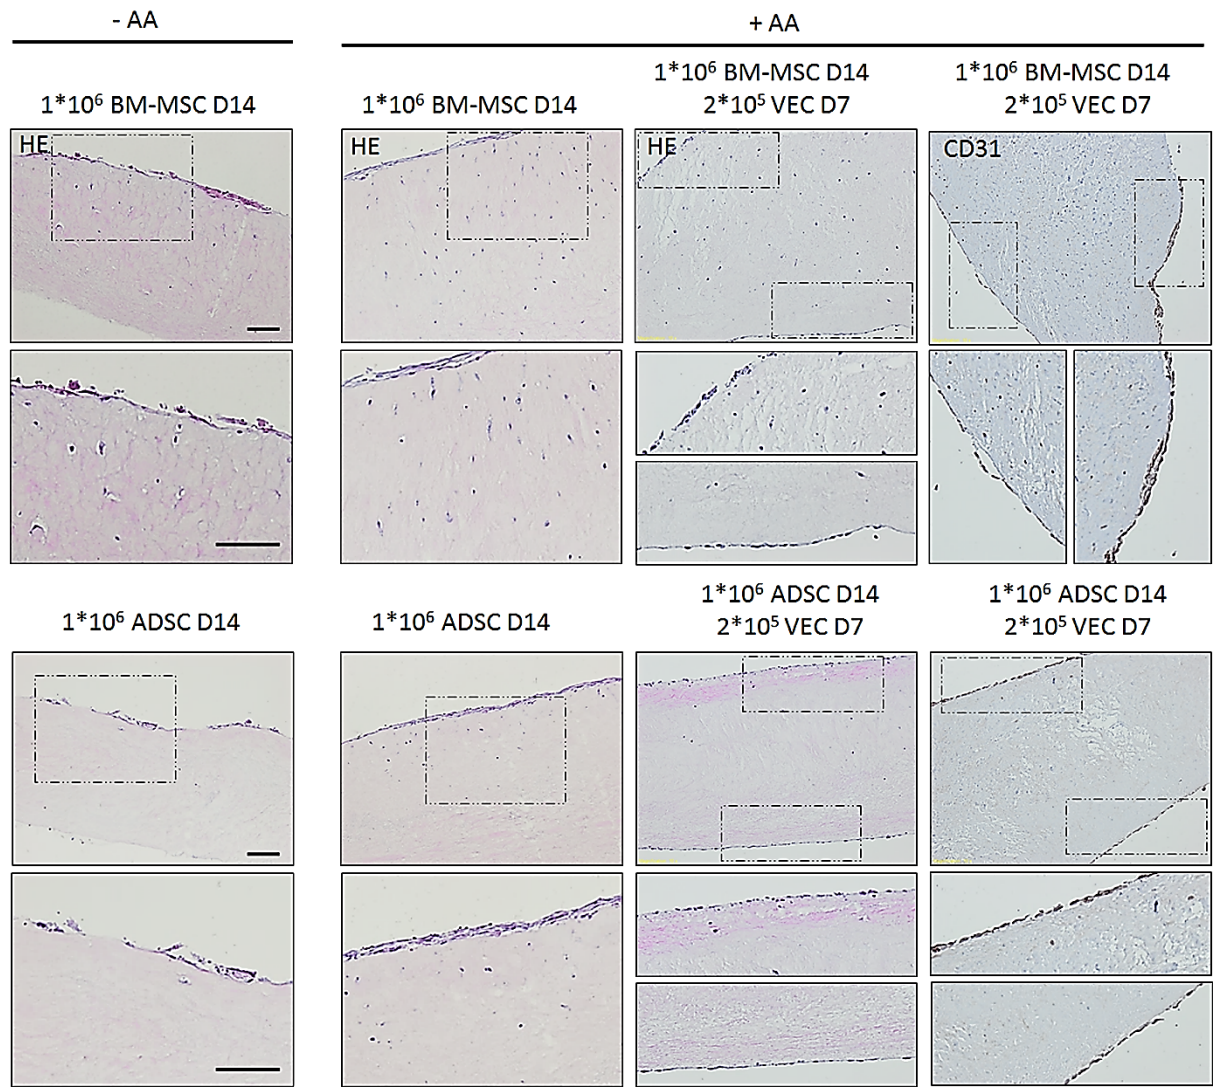 - AA
+ AA
1*10⁶ BM-MSC D14
1*10⁶ BM-MSC D14
1*10⁶ BM-MSC D14
2*10⁵ VEC D7
1*10⁶ BM-MSC D14
2*10⁵ VEC D7
HE
HE
HE
CD31
1*10⁶ ADSC D14
1*10⁶ ADSC D14
1*10⁶ ADSC D14
2*10⁵ VEC D7
1*10⁶ ADSC D14
2*10⁵ VEC D7